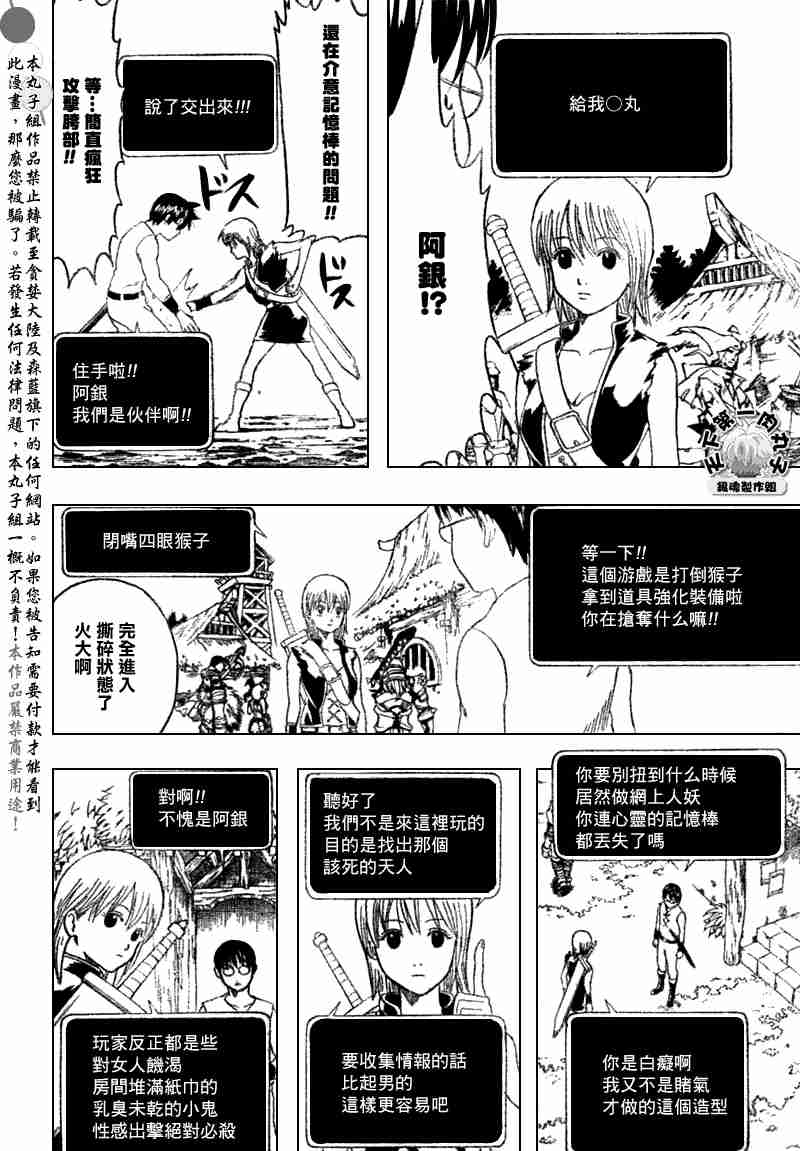 給我○丸
阿銀!?
還在介意記憶棒的問題!!
說了交出來!!!
等…簡直瘋狂
攻擊胯部!!
ドス
ドス
住手啦!!
阿銀
我們是伙伴啊!!
天下第一肉丸子
銀魂製作組
等一下!!
這個游戲是打倒猴子
拿到道具強化裝備啦
你在搶奪什么嘛!!
閉嘴四眼猴子
完全進入
撕碎狀態了
火大啊
你要別扭到什么時候
居然做網上人妖
你連心靈的記憶棒
都丟失了嗎
你是白癡啊
我又不是賭氣
才做的這個造型
聽好了
我們不是來這裡玩的
目的是找出那個
該死的天人
要收集情報的話
比起男的
這樣更容易吧
對啊!!
不愧是阿銀
玩家反正都是些
對女人饑渴
房間堆滿紙巾的
乳臭未乾的小鬼
性感出擊絕對必殺
本丸子組作品禁止轉載至貪婪大陸及森藍旗下的任何網站。如果您被告知需要付款才能看到
此漫畫，那麼您被騙了。若發生任何法律問題，本丸子組一概不負責！本作品嚴禁商業用途！